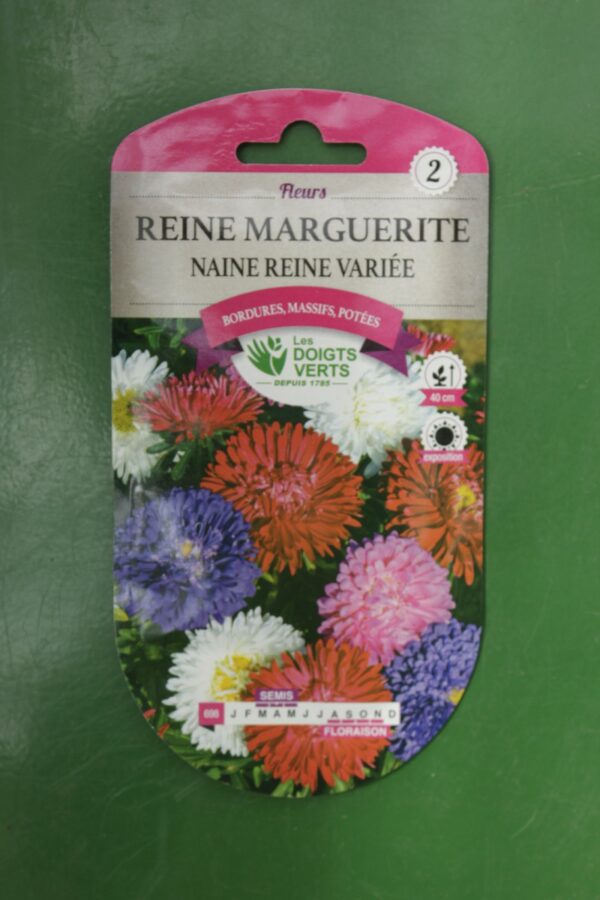 2
Fleurs
REINE MARGUERITE
NAINE REINE VARIÉE
BORDURES, MASSIFS, POTÉES
Les
DOIGTS
VERTS
DEPUIS 1785
40 cm
exposition
SEMIS
698 J F M A M J J A S O N D
FLORAISON